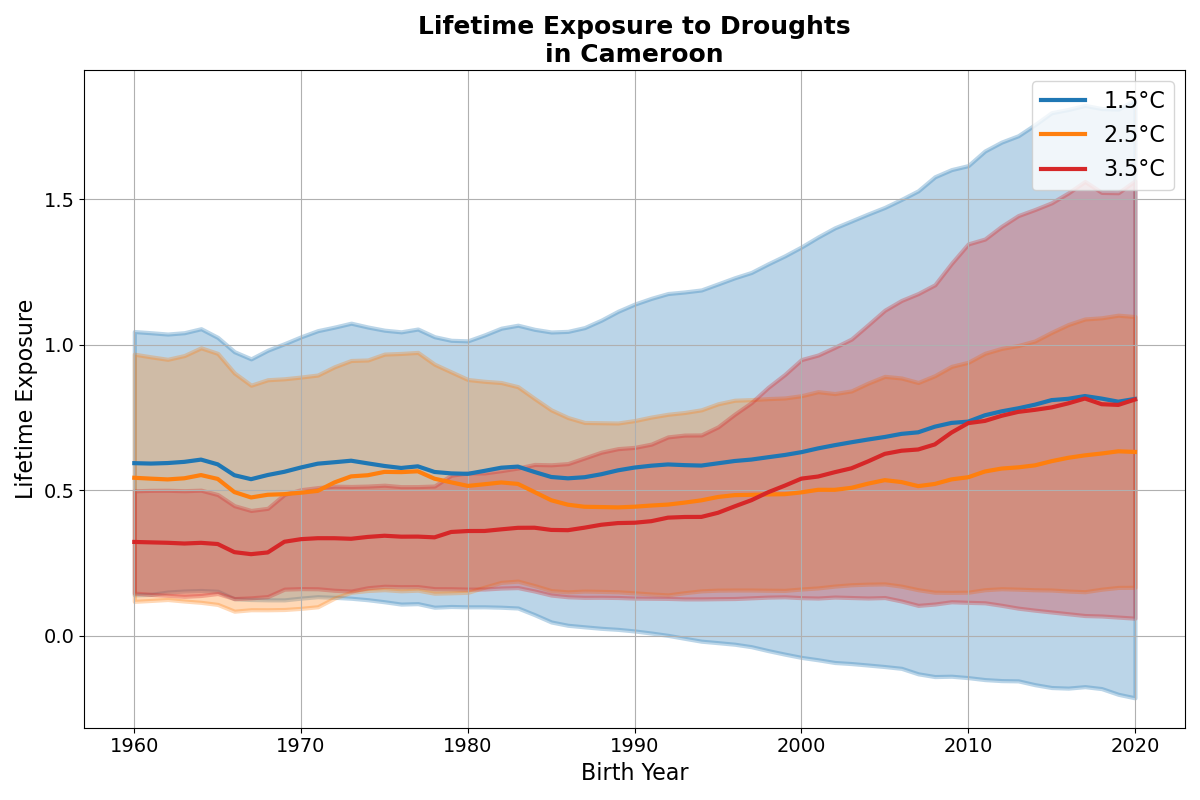 Lifetime Exposure to Droughts
in Cameroon
1.5°C
2.5°C
3.5°C
Lifetime Exposure
1.5
1.0
0.5
0.0
1960
1970
1980
1990
2000
2010
2020
Birth Year